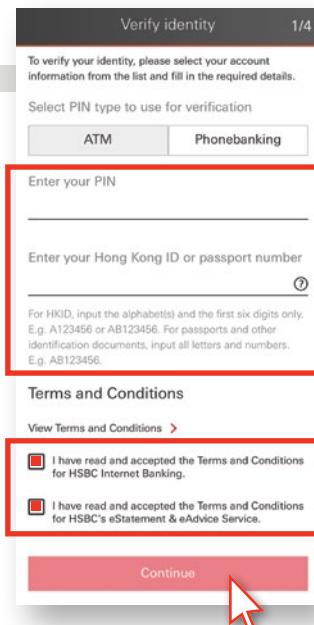 Verify identity 1/4
To verify your identity, please select your account
information from the list and fill in the required details.
Select PIN type to use for verification
ATM Phonebanking
Enter your PIN
Enter your Hong Kong ID or passport number
?
For HKID, input the alphabet(s) and the first six digits only.
E.g. A123456 or AB123456. For passports and other
identification documents, input all letters and numbers.
E.g. AB123456.
Terms and Conditions
View Terms and Conditions >
I have read and accepted the Terms and Conditions
for HSBC Internet Banking.
I have read and accepted the Terms and Conditions
for HSBC's eStatement & eAdvice Service.
Continue